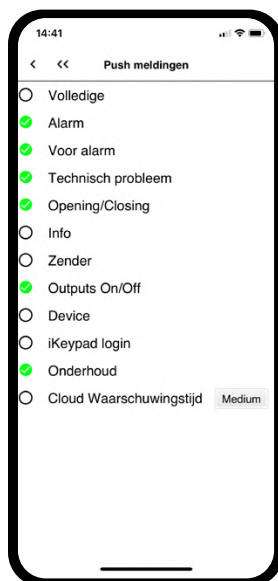 14:41
< << Push meldingen
Volledige
Alarm
Voor alarm
Technisch probleem
Opening/Closing
Info
Zender
Outputs On/Off
Device
iKeypad login
Onderhoud
Cloud Waarschuwingstijd Medium